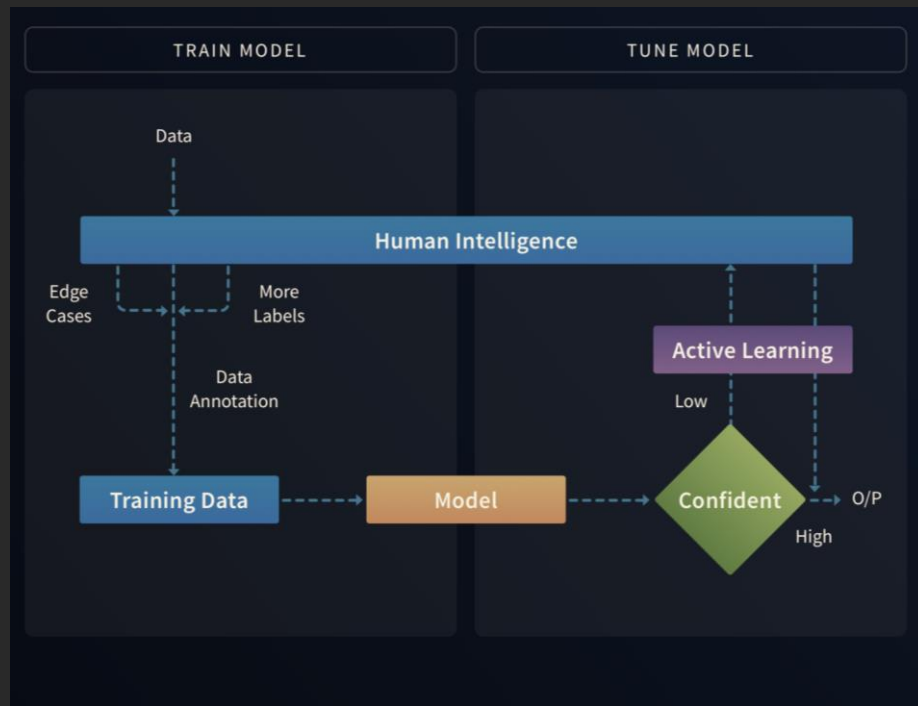 TRAIN MODEL
TUNE MODEL
Data
Human Intelligence
Edge
Cases
More
Labels
Data
Annotation
Active Learning
Low
Training Data
Model
Confident
O/P
High